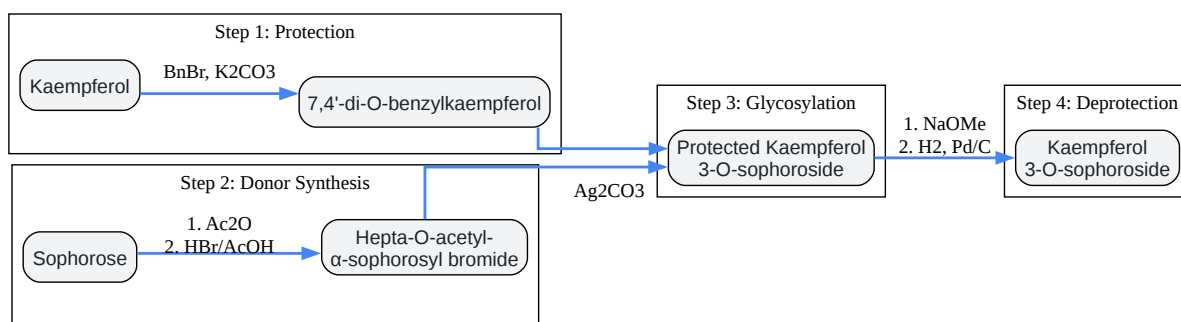 Step 1: Protection
Kaempferol
BnBr, K2CO3
7,4'-di-O-benzylkaempferol
Step 2: Donor Synthesis
Sophorose
1. Ac2O
2. HBr/AcOH
Hepta-O-acetyl-
α-sophorosyl bromide
Ag2CO3
Step 3: Glycosylation
Protected Kaempferol
3-O-sophoroside
1. NaOMe
2. H2, Pd/C
Step 4: Deprotection
Kaempferol
3-O-sophoroside